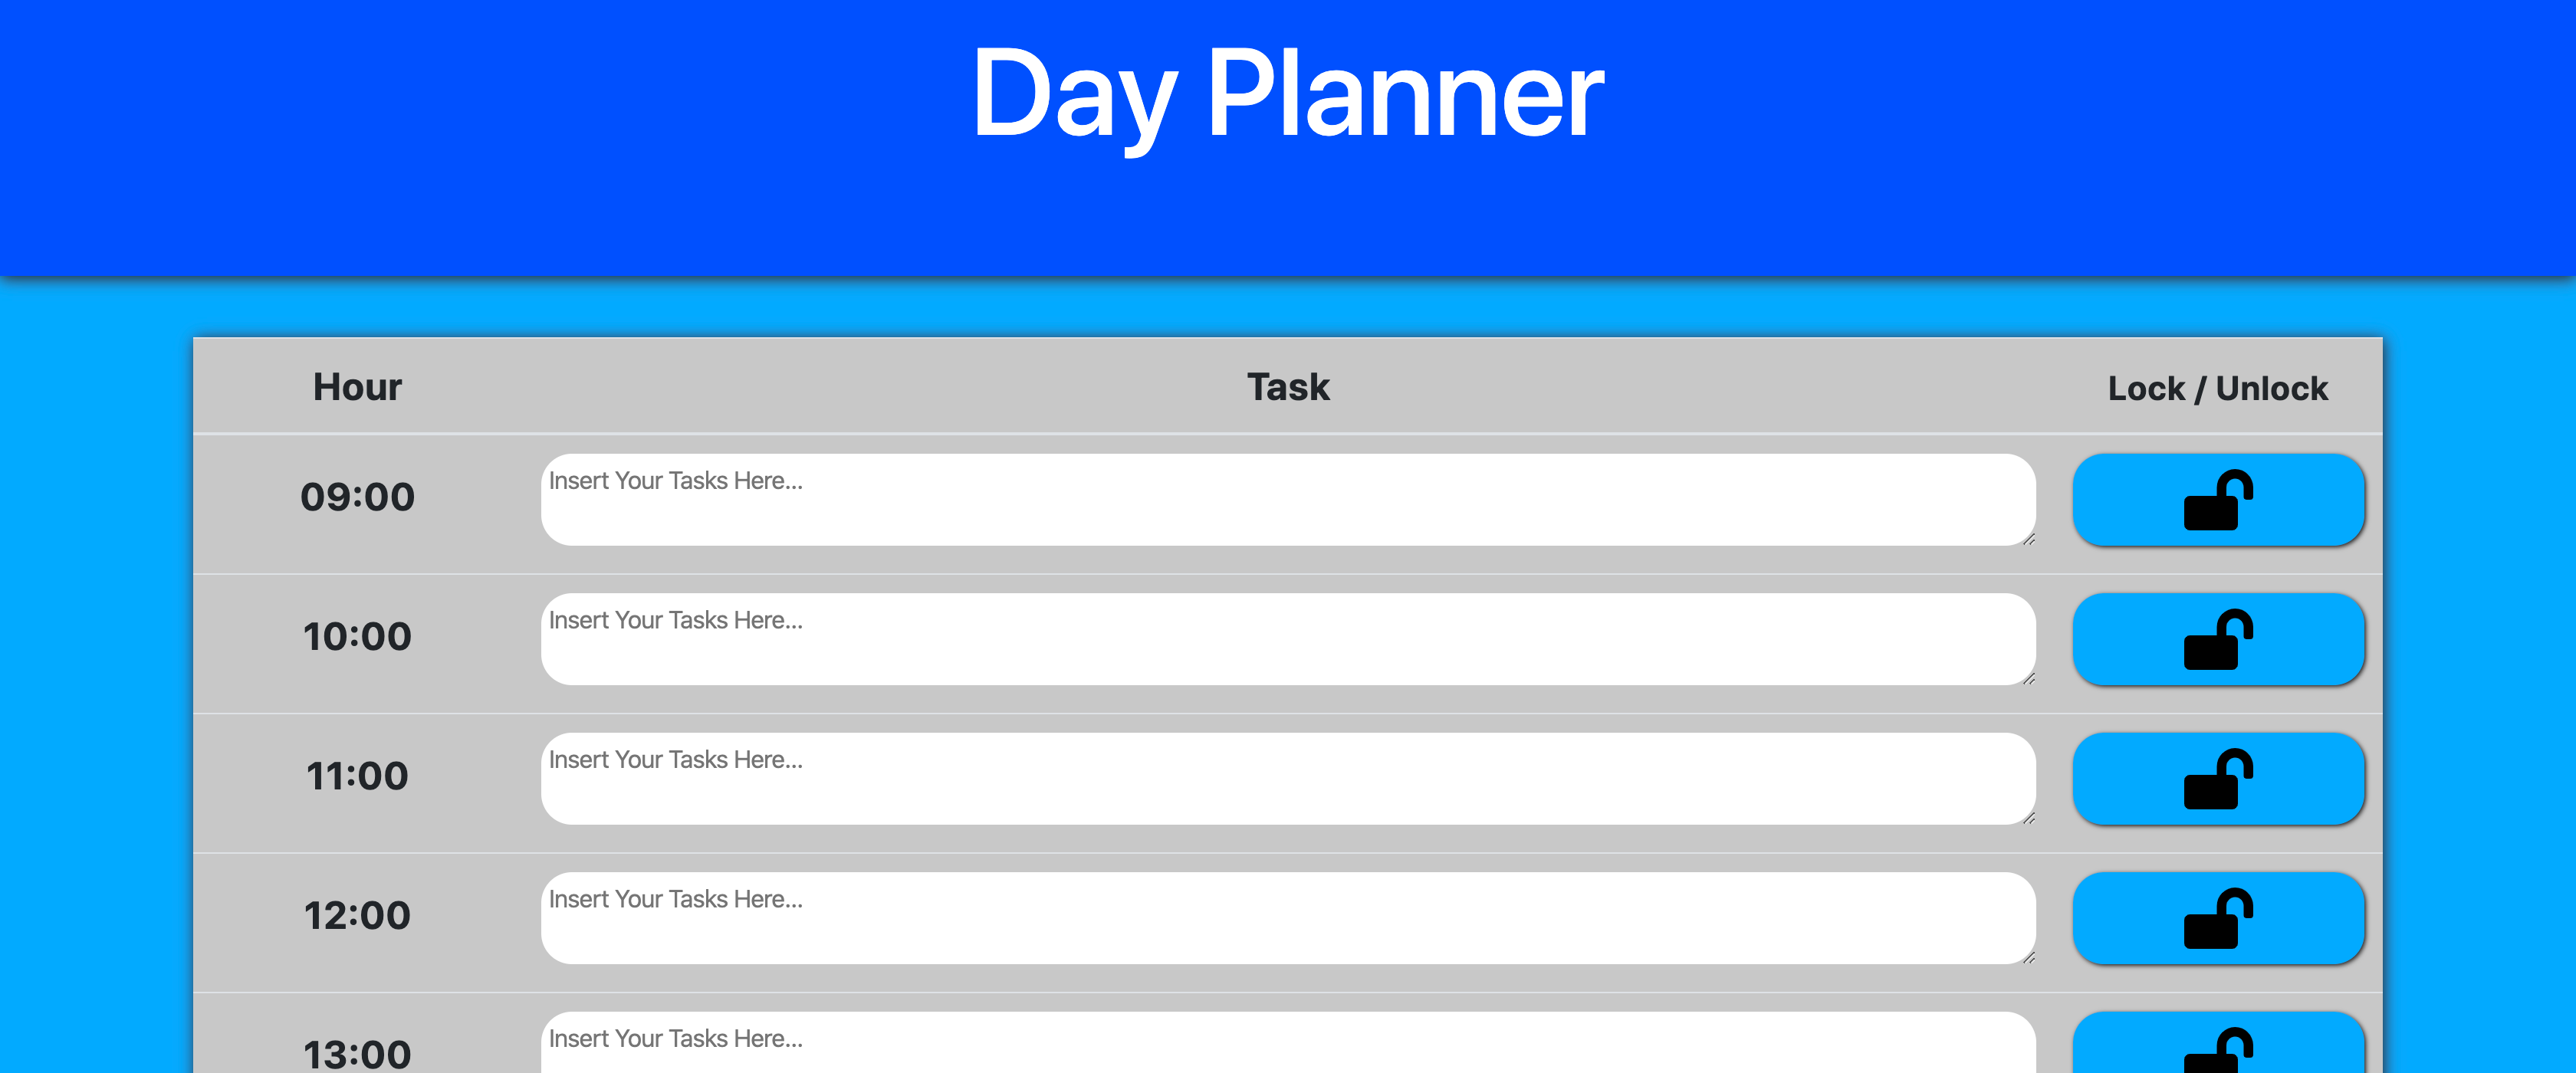 Day Planner
Hour Task Lock / Unlock
09:00 Insert Your Tasks Here...
10:00 Insert Your Tasks Here...
11:00 Insert Your Tasks Here...
12:00 Insert Your Tasks Here...
13:00 Insert Your Tasks Here...